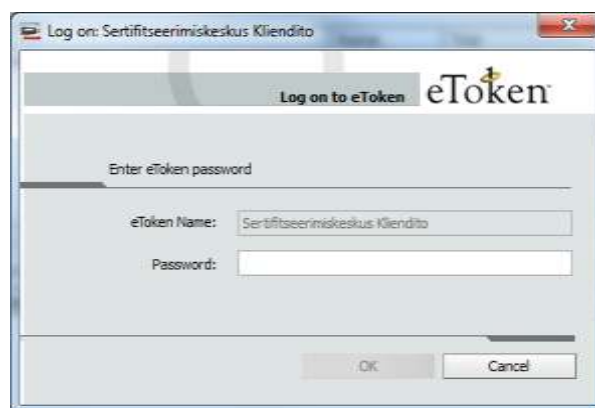 Log on: Sertifitseerimiskeskus Kliendito
Log on to eToken
eToken
Enter eToken password
eToken Name: Sertifitseerimiskeskus Kliendito
Password:
OK Cancel